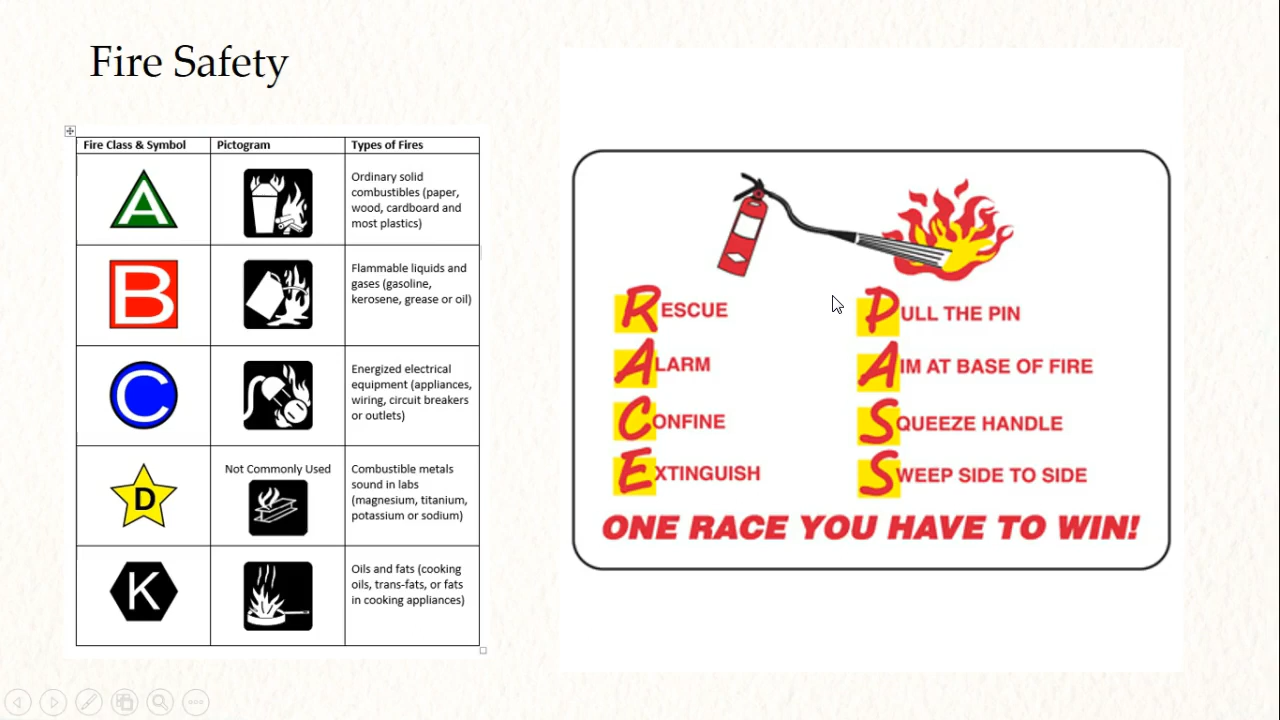 Fire Safety
Fire Class & Symbol Pictogram Types of Fires
A
Ordinary solid
combustibles (paper,
wood, cardboard and
most plastics)
B
Flammable liquids and
gases (gasoline,
kerosene, grease or oil)
C
Energized electrical
equipment (appliances,
wiring, circuit breakers
or outlets)
D
Not Commonly Used
Combustible metals
sound in labs
(magnesium, titanium,
potassium or sodium)
K
Oils and fats (cooking
oils, trans-fats, or fats
in cooking appliances)
RESCUE
ALARM
CONFINE
EXTINGUISH
PULL THE PIN
AIM AT BASE OF FIRE
SQUEEZE HANDLE
SWEEP SIDE TO SIDE
ONE RACE YOU HAVE TO WIN!